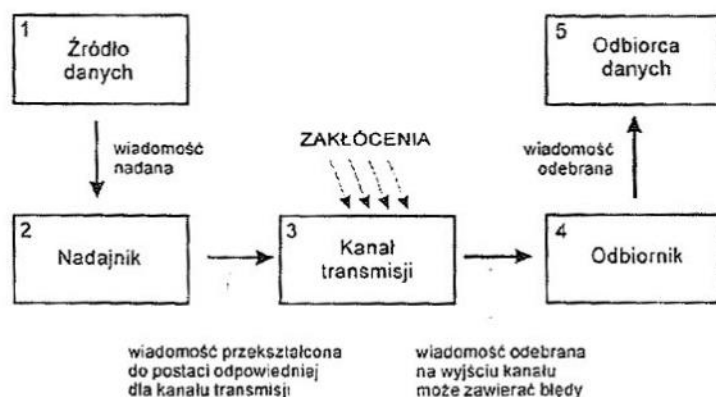 1
Źródło
danych
5
Odbiorca
danych
wiadomość
nadana
ZAKŁÓCENIA
wiadomość
odebrana
2
Nadajnik
3
Kanał
transmisji
4
Odbiornik
wiadomość przekształcona
do postaci odpowiedniej
dla kanału transmisji
wiadomość odebrana
na wyjściu kanału
może zawierać błędy